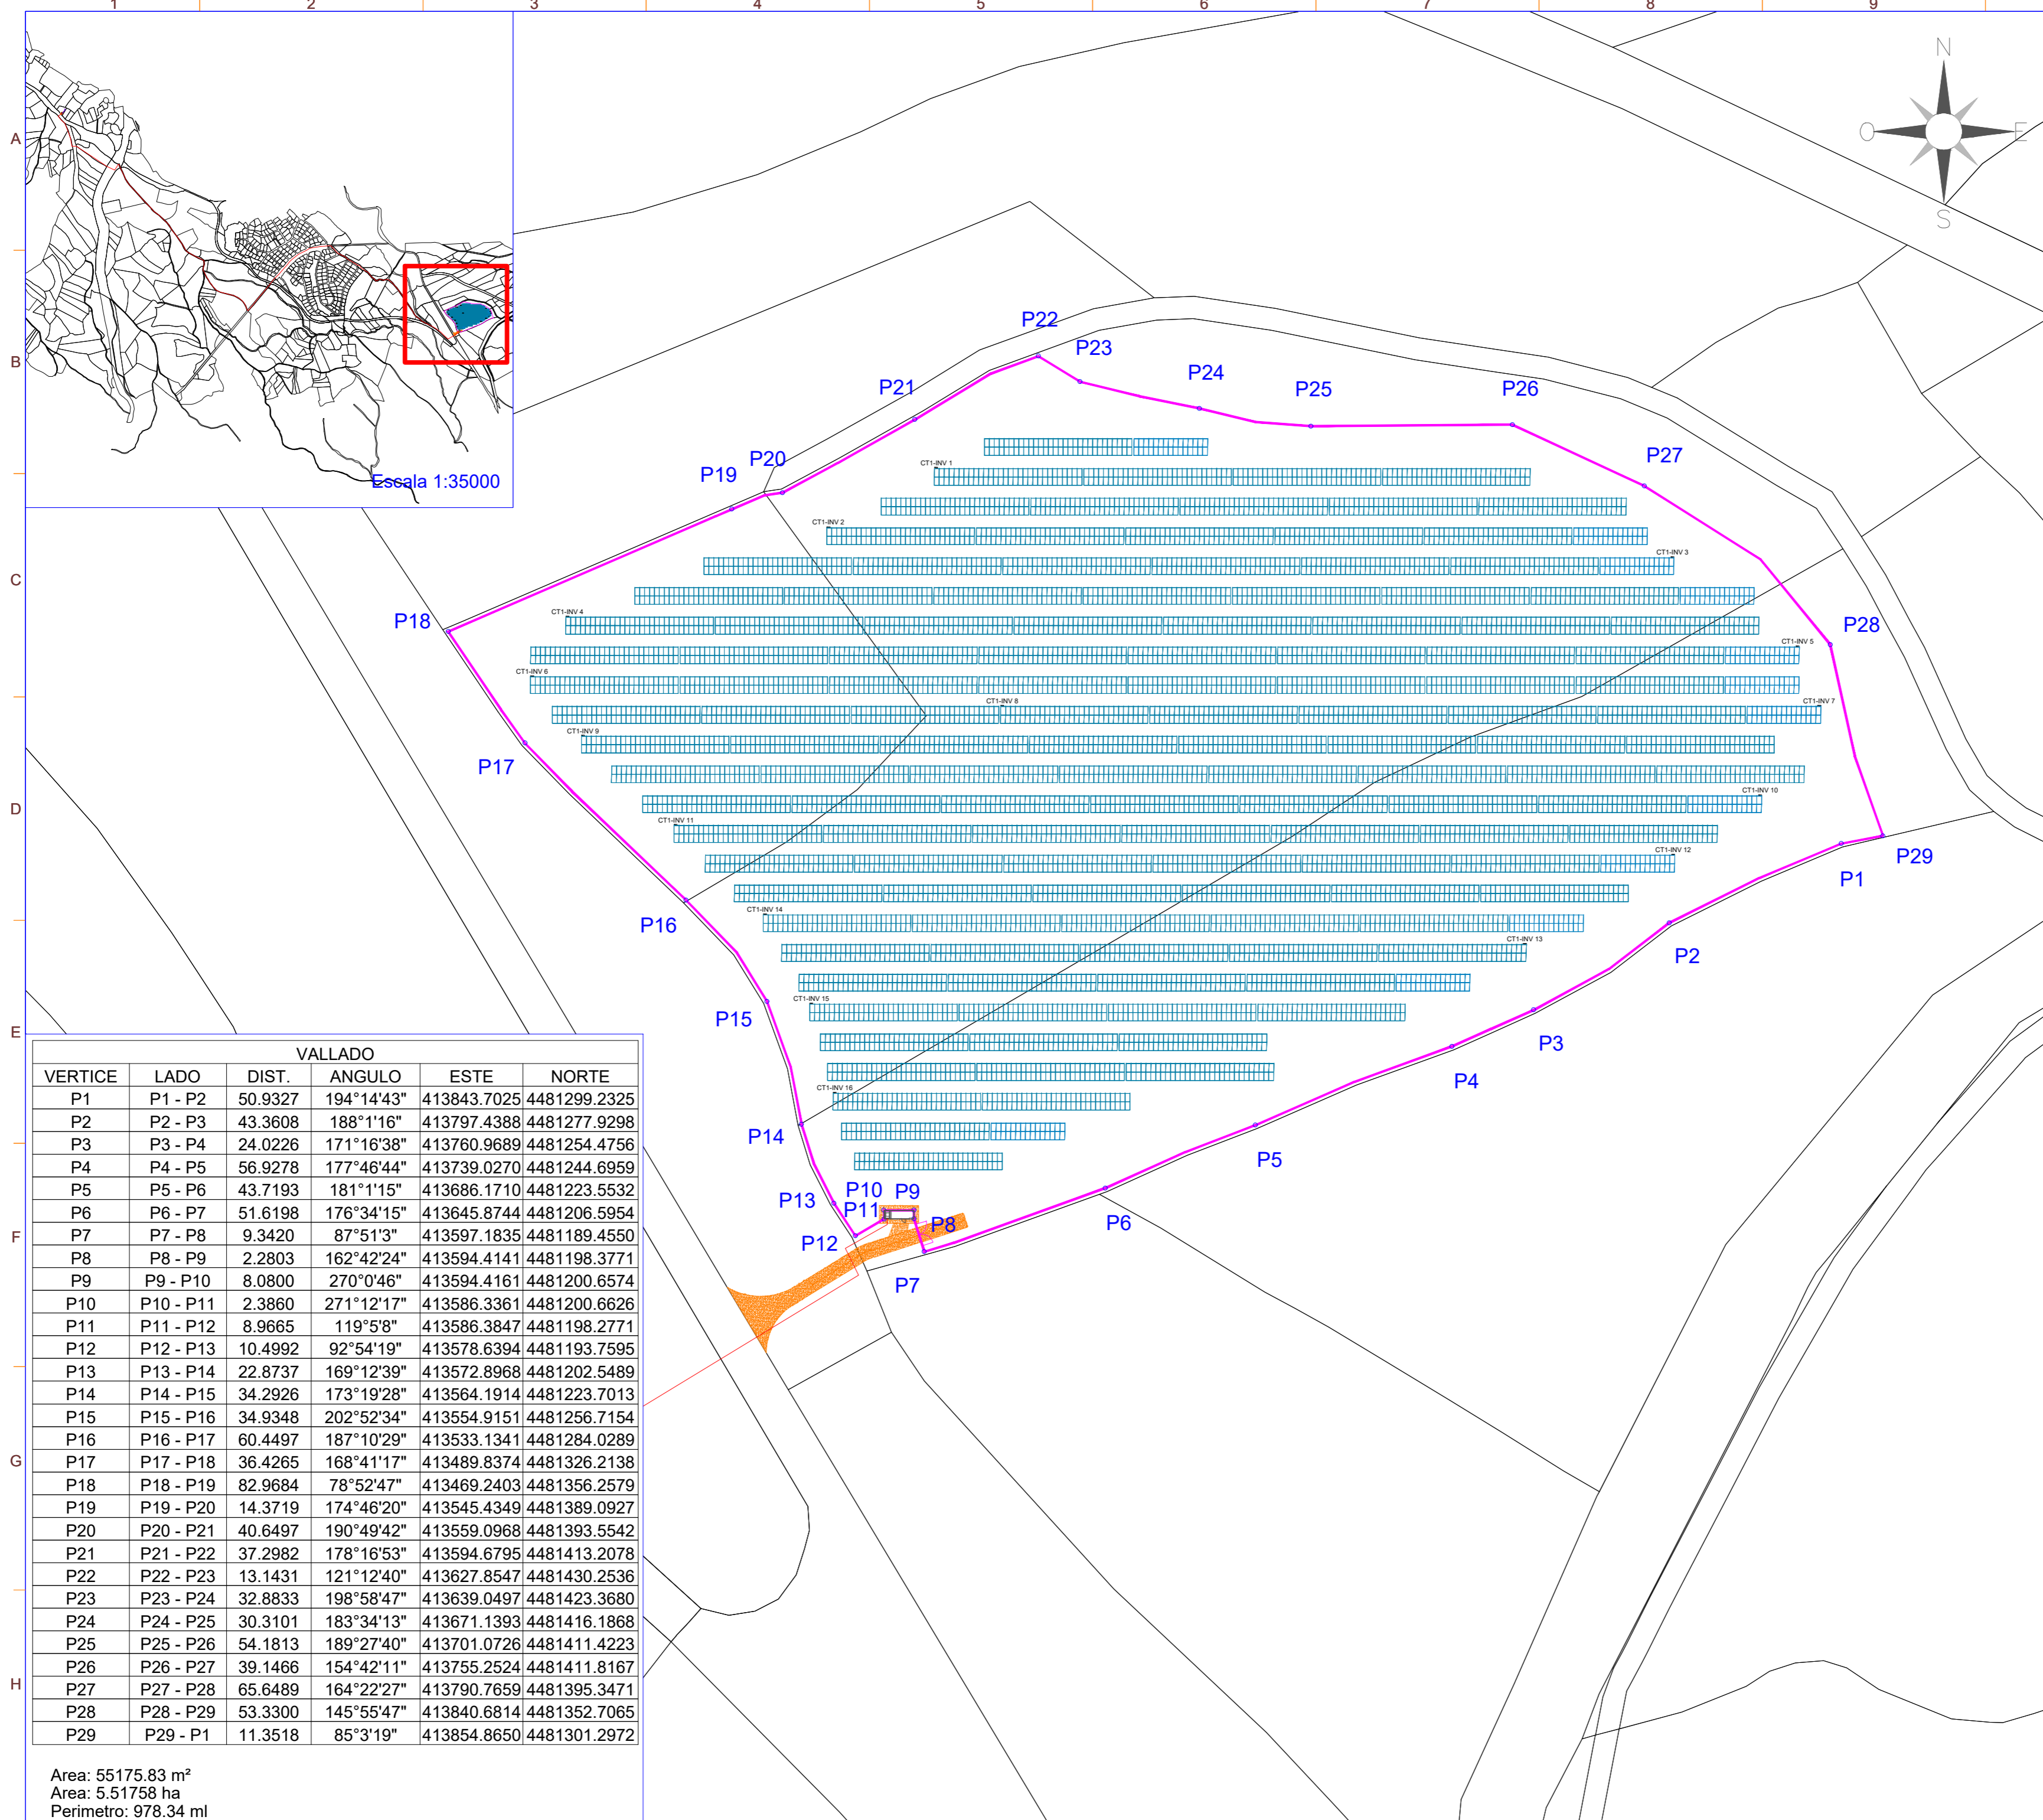 1 2 3 4 5 6 7 8 9
A
B
C
D
E
F
G
H
N
O E
S
Escala 1:35000
P22
P23
P24
P25
P26
P21
P27
P20
P19
P18
P28
P17
P29
P1
P16
P2
P15
P3
P4
P14
P5
P13
P10 P9
P11
P8
P6
P12
P7
CT1-INV 1
CT1-INV 2
CT1-INV 3
CT1-INV 4
CT1-INV 5
CT1-INV 6
CT1-INV 7
CT1-INV 8
CT1-INV 9
CT1-INV 10
CT1-INV 11
CT1-INV 12
CT1-INV 14
CT1-INV 13
CT1-INV 15
CT1-INV 16
VALLADO
VERTICE LADO DIST. ANGULO ESTE NORTE
P1 P1 - P2 50.9327 194°14'43" 413843.7025 4481299.2325
P2 P2 - P3 43.3608 188°1'16" 413797.4388 4481277.9298
P3 P3 - P4 24.0226 171°16'38" 413760.9689 4481254.4756
P4 P4 - P5 56.9278 177°46'44" 413739.0270 4481244.6959
P5 P5 - P6 43.7193 181°1'15" 413686.1710 4481223.5532
P6 P6 - P7 51.6198 176°34'15" 413645.8744 4481206.5954
P7 P7 - P8 9.3420 87°51'3" 413597.1835 4481189.4550
P8 P8 - P9 2.2803 162°42'24" 413594.4141 4481198.3771
P9 P9 - P10 8.0800 270°0'46" 413594.4161 4481200.6574
P10 P10 - P11 2.3860 271°12'17" 413586.3361 4481200.6626
P11 P11 - P12 8.9665 119°5'8" 413586.3847 4481198.2771
P12 P12 - P13 10.4992 92°54'19" 413578.6394 4481193.7595
P13 P13 - P14 22.8737 169°12'39" 413572.8968 4481202.5489
P14 P14 - P15 34.2926 173°19'28" 413564.1914 4481223.7013
P15 P15 - P16 34.9348 202°52'34" 413554.9151 4481256.7154
P16 P16 - P17 60.4497 187°10'29" 413533.1341 4481284.0289
P17 P17 - P18 36.4265 168°41'17" 413489.8374 4481326.2138
P18 P18 - P19 82.9684 78°52'47" 413469.2403 4481356.2579
P19 P19 - P20 14.3719 174°46'20" 413545.4349 4481389.0927
P20 P20 - P21 40.6497 190°49'42" 413559.0968 4481393.5542
P21 P21 - P22 37.2982 178°16'53" 413594.6795 4481413.2078
P22 P22 - P23 13.1431 121°12'40" 413627.8547 4481430.2536
P23 P23 - P24 32.8833 198°58'47" 413639.0497 4481423.3680
P24 P24 - P25 30.3101 183°34'13" 413671.1393 4481416.1868
P25 P25 - P26 54.1813 189°27'40" 413701.0726 4481411.4223
P26 P26 - P27 39.1466 154°42'11" 413755.2524 4481411.8167
P27 P27 - P28 65.6489 164°22'27" 413790.7659 4481395.3471
P28 P28 - P29 53.3300 145°55'47" 413840.6814 4481352.7065
P29 P29 - P1 11.3518 85°3'19" 413854.8650 4481301.2972
Area: 55175.83 m²
Area: 5.51758 ha
Perimetro: 978.34 ml